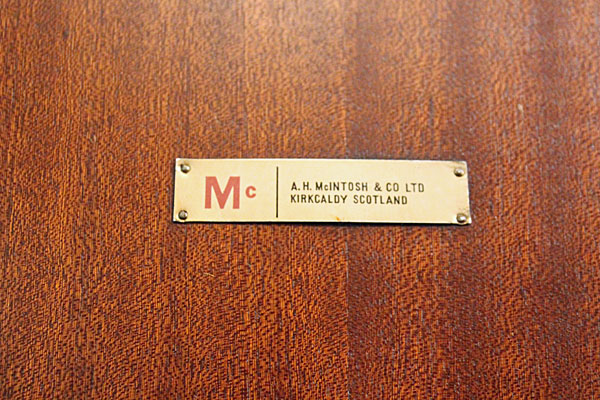 Mc
A.H. McINTOSH & CO LTD
KIRKCALDY SCOTLAND